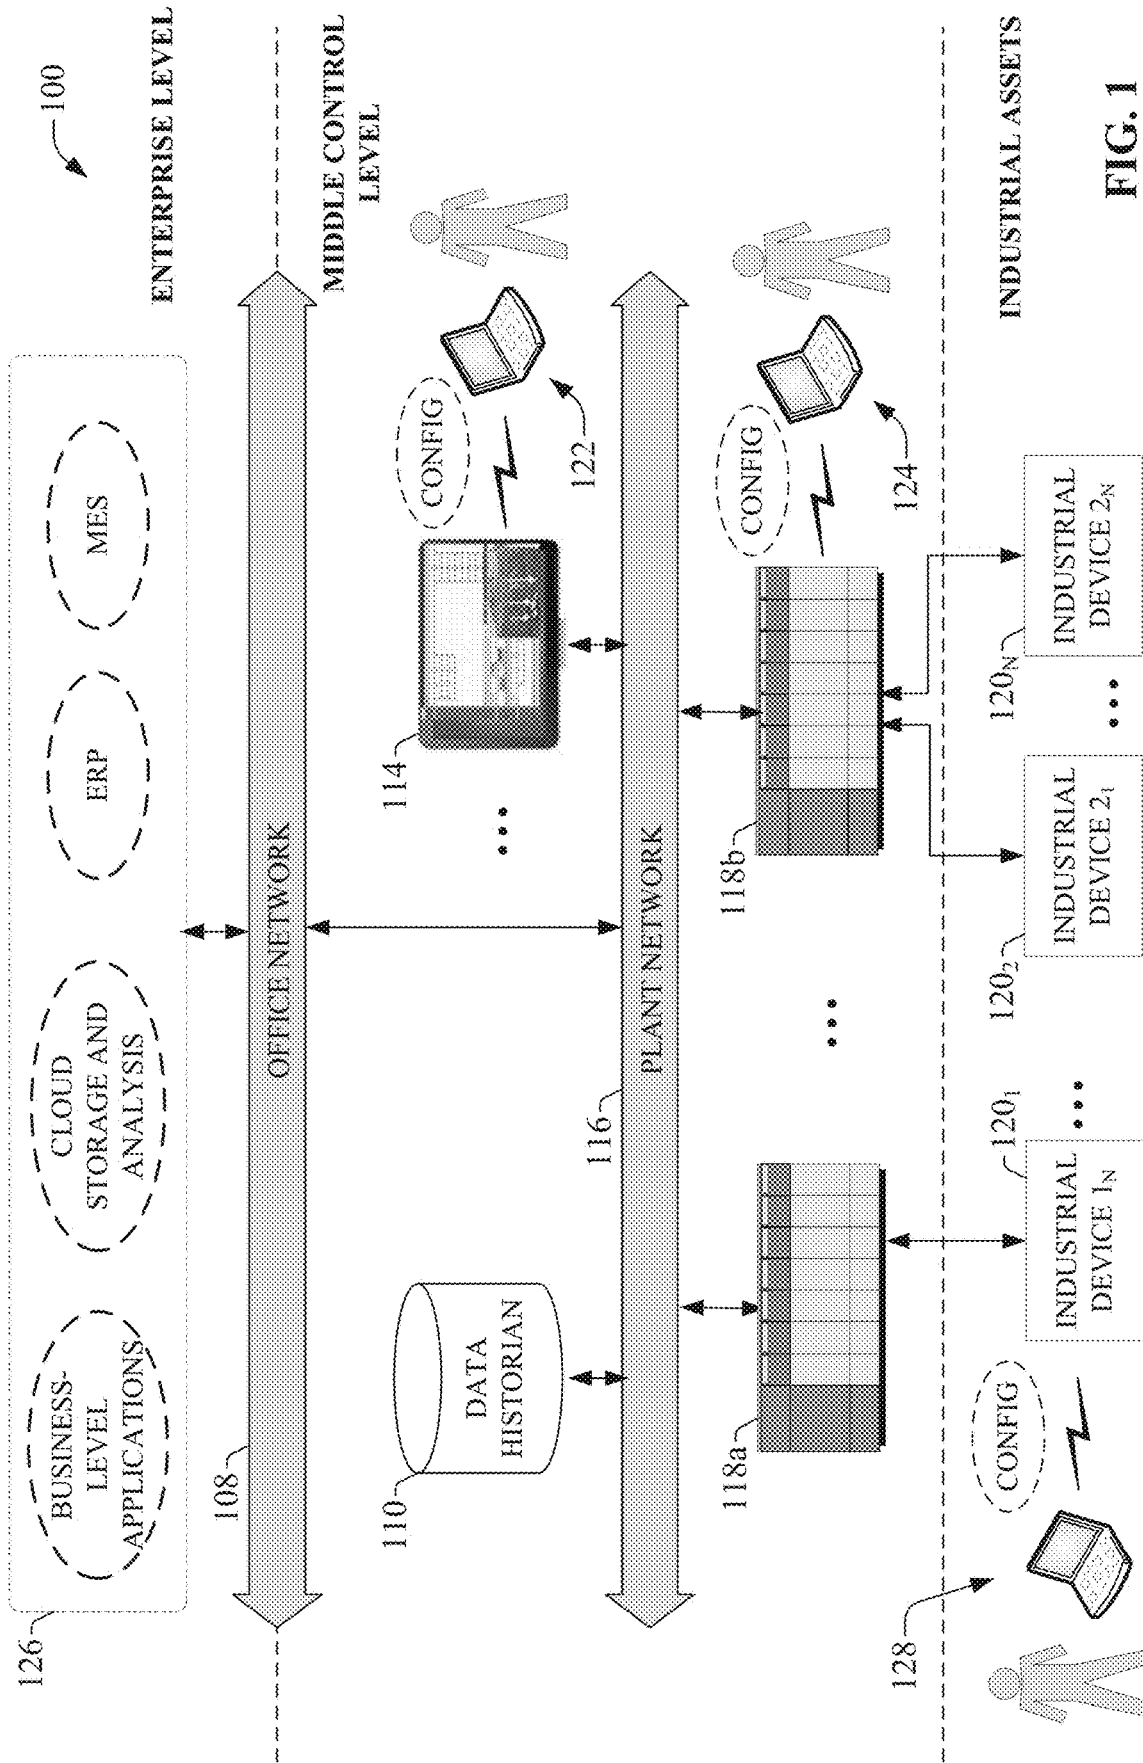 100
ENTERPRISE LEVEL
126
BUSINESS-
LEVEL
APPLICATIONS
CLOUD
STORAGE AND
ANALYSIS
ERP
MES
108
OFFICE NETWORK
MIDDLE CONTROL
LEVEL
110
DATA
HISTORIAN
114
CONFIG
122
116
PLANT NETWORK
118a
118b
CONFIG
124
INDUSTRIAL ASSETS
128
CONFIG
INDUSTRIAL
DEVICE 1N
120₁
120₂
INDUSTRIAL
DEVICE 2₁
120N
INDUSTRIAL
DEVICE 2N
FIG. 1